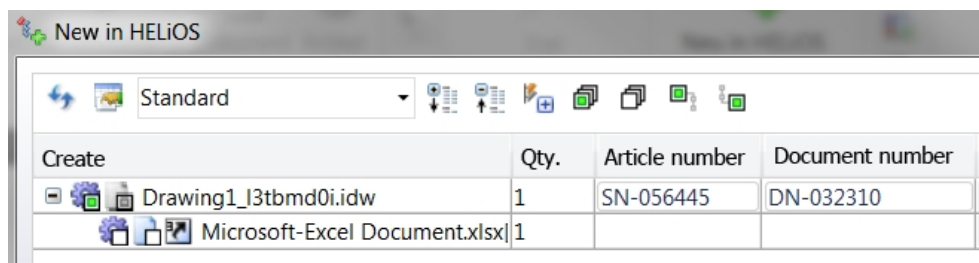 New in HELiOS
Standard
Create Qty. Article number Document number
Drawing1_l3tbmd0i.idw 1 SN-056445 DN-032310
Microsoft-Excel Document.xlsx 1